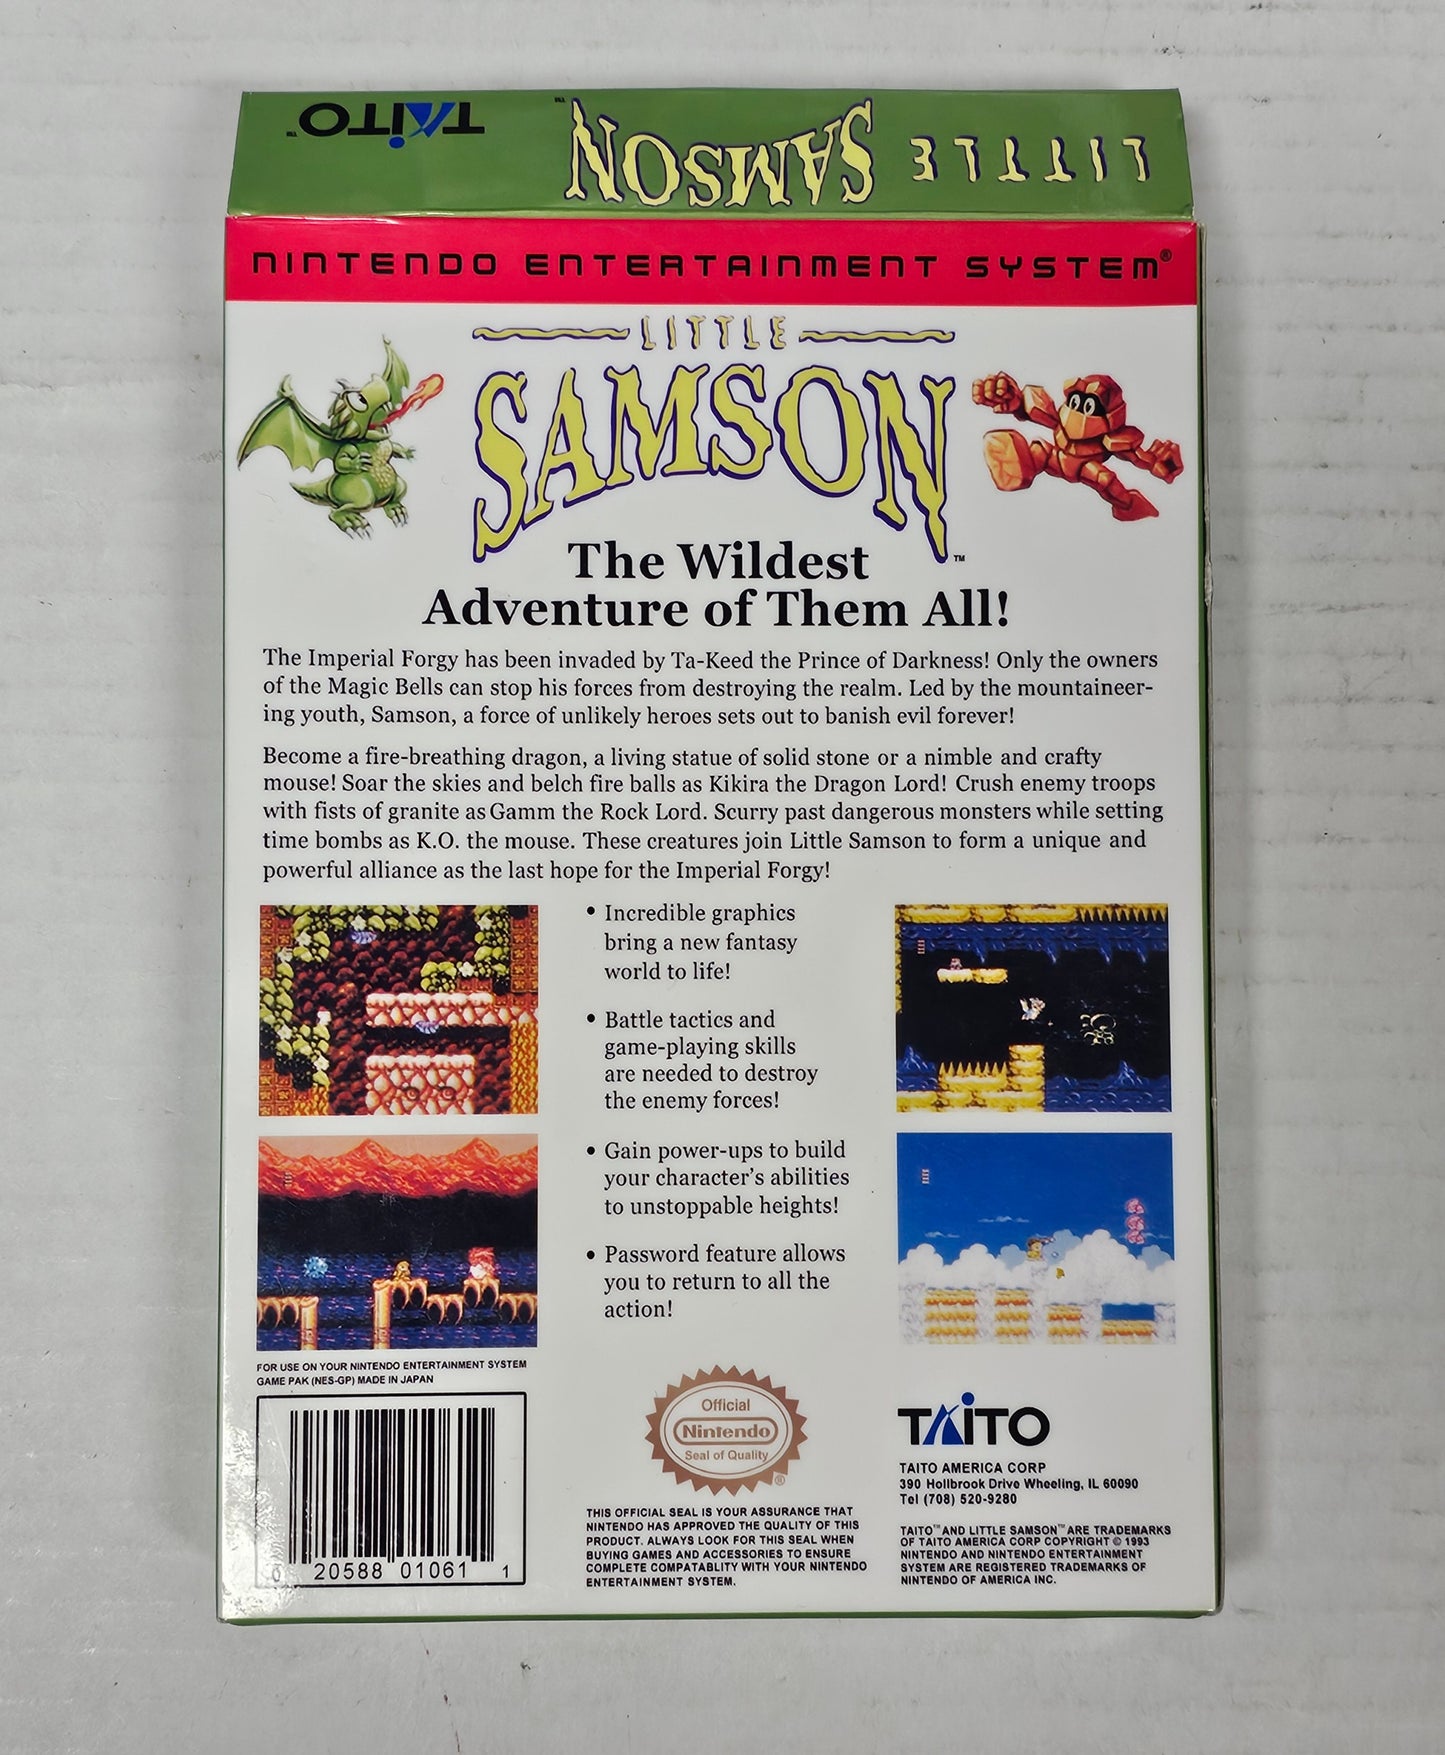 LITTLE SAMSON™ TAiTO™
NINTENDO ENTERTAINMENT SYSTEM®
LITTLE
SAMSON™
The Wildest
Adventure of Them All!
The Imperial Forgy has been invaded by Ta-Keed the Prince of Darkness! Only the owners
of the Magic Bells can stop his forces from destroying the realm. Led by the mountaineer-
ing youth, Samson, a force of unlikely heroes sets out to banish evil forever!
Become a fire-breathing dragon, a living statue of solid stone or a nimble and crafty
mouse! Soar the skies and belch fire balls as Kikira the Dragon Lord! Crush enemy troops
with fists of granite as Gamm the Rock Lord. Scurry past dangerous monsters while setting
time bombs as K.O. the mouse. These creatures join Little Samson to form a unique and
powerful alliance as the last hope for the Imperial Forgy!
• Incredible graphics
bring a new fantasy
world to life!
• Battle tactics and
game-playing skills
are needed to destroy
the enemy forces!
• Gain power-ups to build
your character's abilities
to unstoppable heights!
• Password feature allows
you to return to all the
action!
FOR USE ON YOUR NINTENDO ENTERTAINMENT SYSTEM
GAME PAK (NES-GP) MADE IN JAPAN
0 20588 01061 1
Official
Nintendo
Seal of Quality
®
THIS OFFICIAL SEAL IS YOUR ASSURANCE THAT
NINTENDO HAS APPROVED THE QUALITY OF THIS
PRODUCT. ALWAYS LOOK FOR THIS SEAL WHEN
BUYING GAMES AND ACCESSORIES TO ENSURE
COMPLETE COMPATABLITY WITH YOUR NINTENDO
ENTERTAINMENT SYSTEM.
TAiTO
TAITO AMERICA CORP
390 Hollbrook Drive Wheeling, IL 60090
Tel (708) 520-9280
TAITO™ AND LITTLE SAMSON™ ARE TRADEMARKS
OF TAITO AMERICA CORP COPYRIGHT © 1993
NINTENDO AND NINTENDO ENTERTAINMENT
SYSTEM ARE REGISTERED TRADEMARKS OF
NINTENDO OF AMERICA INC.